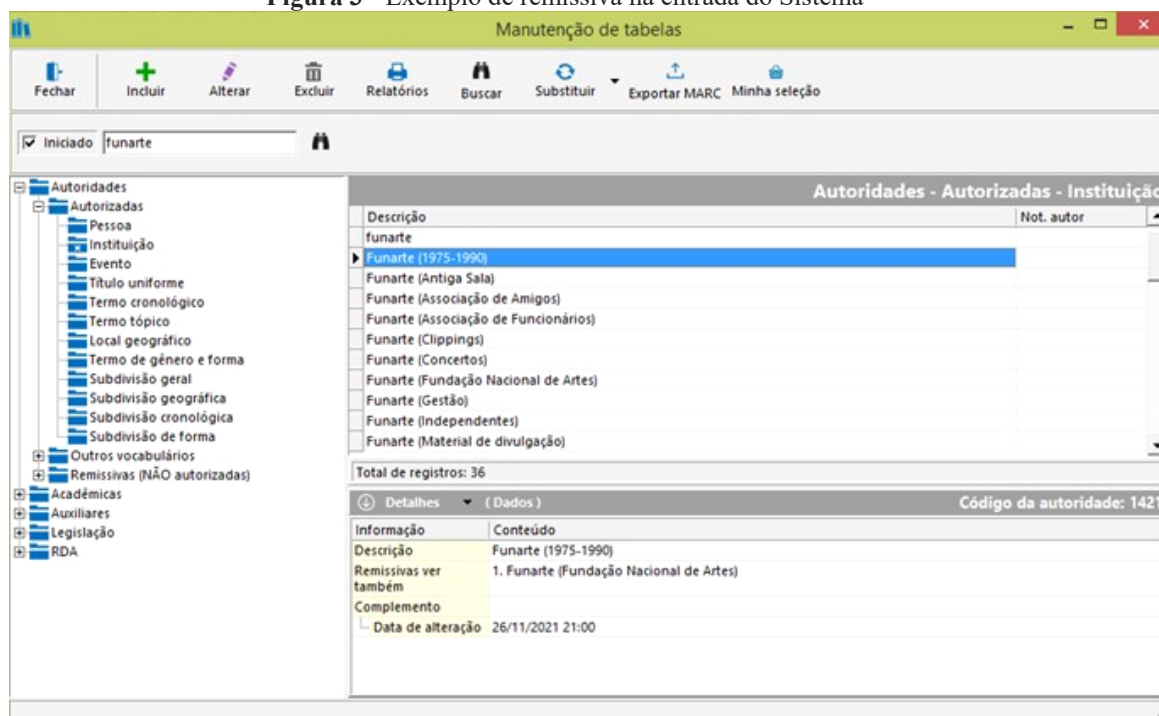 Figura 3 - Exemplo de remissiva na entrada do Sistema
Manutenção de tabelas
Fechar Incluir Alterar Excluir Relatórios Buscar Substituir Exportar MARC Minha seleção
Iniciado funarte
Autoridades
Autorizadas
Pessoa
Instituição
Evento
Título uniforme
Termo cronológico
Termo tópico
Local geográfico
Termo de gênero e forma
Subdivisão geral
Subdivisão geográfica
Subdivisão cronológica
Subdivisão de forma
Outros vocabulários
Remissivas (NÃO autorizadas)
Acadêmicas
Auxiliares
Legislação
RDA
Autoridades - Autorizadas - Instituição
Descrição Not. autor
funarte
Funarte (1975-1990)
Funarte (Antiga Sala)
Funarte (Associação de Amigos)
Funarte (Associação de Funcionários)
Funarte (Clippings)
Funarte (Concertos)
Funarte (Fundação Nacional de Artes)
Funarte (Gestão)
Funarte (Independentes)
Funarte (Material de divulgação)
Total de registros: 36
Detalhes (Dados) Código da autoridade: 1421
Informação Conteúdo
Descrição Funarte (1975-1990)
Remissivas ver 1. Funarte (Fundação Nacional de Artes)
também
Complemento
Data de alteração 26/11/2021 21:00